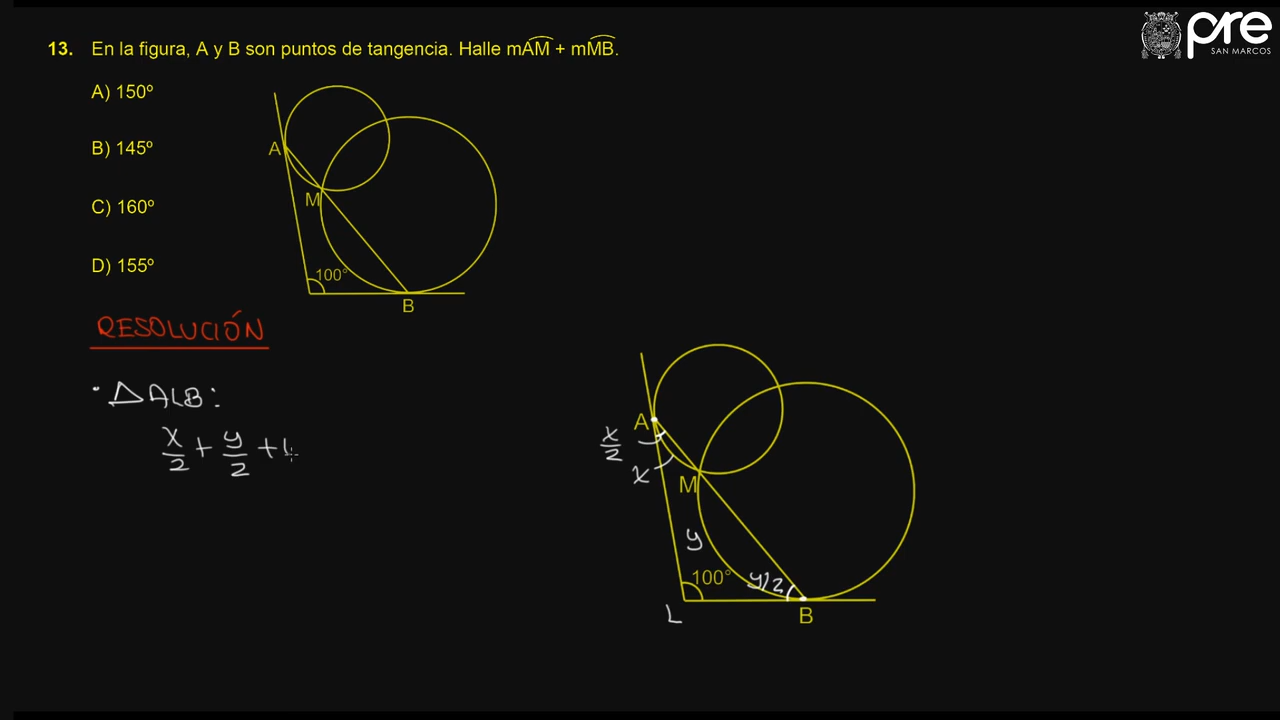 13. En la figura, A y B son puntos de tangencia. Halle mAM + mMB.
pre
SAN MARCOS
A) 150º
B) 145º
C) 160º
D) 155º
A
M
100°
B
RESOLUCIÓN
• △ALB:
x/2 + y/2 +
A
x/2
x
M
y
100°
y/2
L
B